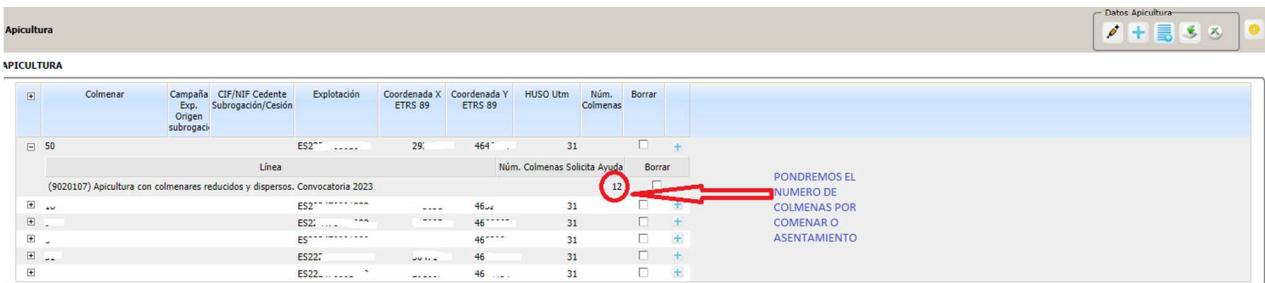 Datos Apicultura
Apicultura
APICULTURA
Colmenar Campaña Exp. Origen subrogació CIF/NIF Cedente Subrogación/Cesión Explotación Coordenada X ETRS 89 Coordenada Y ETRS 89 HUSO Utm Núm. Colmenas Borrar
50 31
Línea Núm. Colmenas Solicita Ayuda Borrar
(9020107) Apicultura con colmenares reducidos y dispersos. Convocatoria 2023 12
31
31
31
31
31
PONDREMOS EL
NUMERO DE
COLMENAS POR
COMENAR O
ASENTAMIENTO